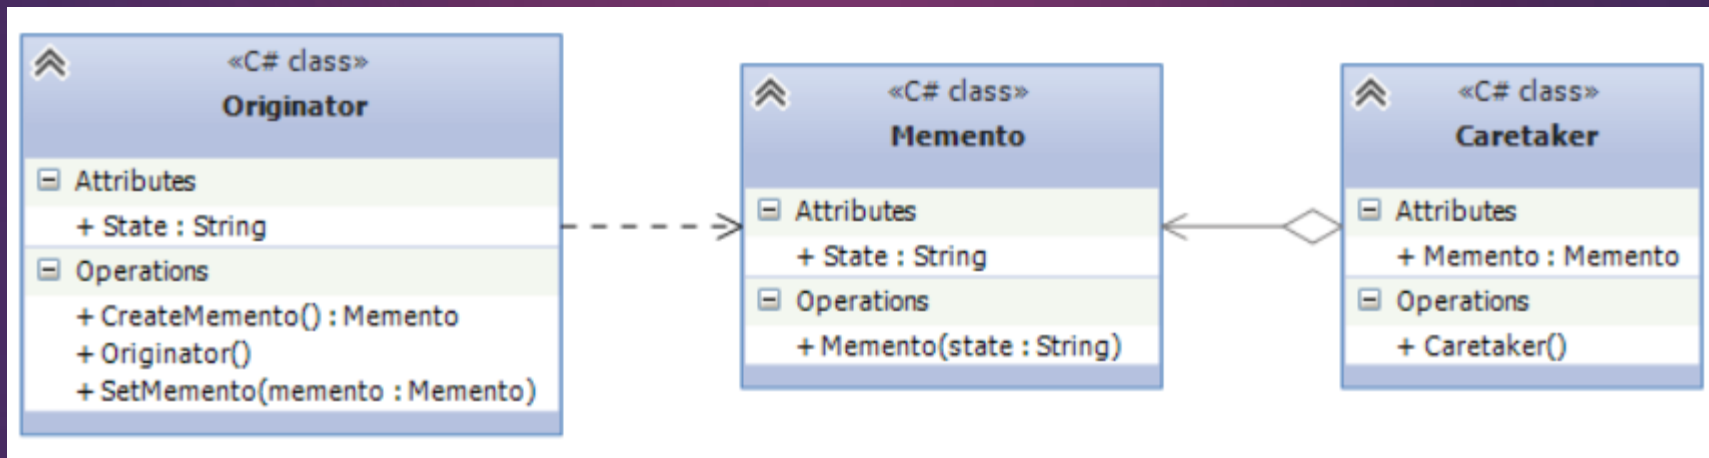 «C# class»
Originator
Attributes
+ State : String
Operations
+ CreateMemento() : Memento
+ Originator()
+ SetMemento(memento : Memento)
«C# class»
Memento
Attributes
+ State : String
Operations
+ Memento(state : String)
«C# class»
Caretaker
Attributes
+ Memento : Memento
Operations
+ Caretaker()